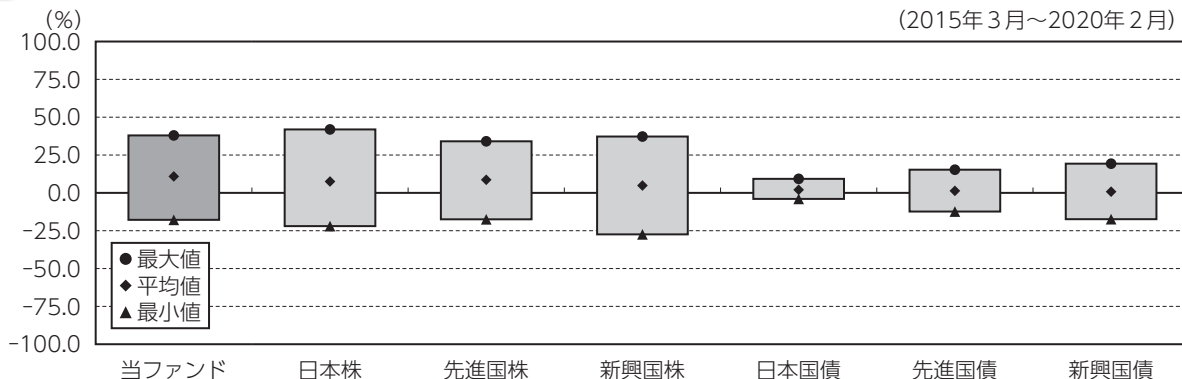 (%)
(2015年3月～2020年2月)
100.0
75.0
50.0
25.0
0.0
-25.0
-50.0
-75.0
-100.0
● 最大値
◆ 平均値
▲ 最小値
当ファンド 日本株 先進国株 新興国株 日本国債 先進国債 新興国債